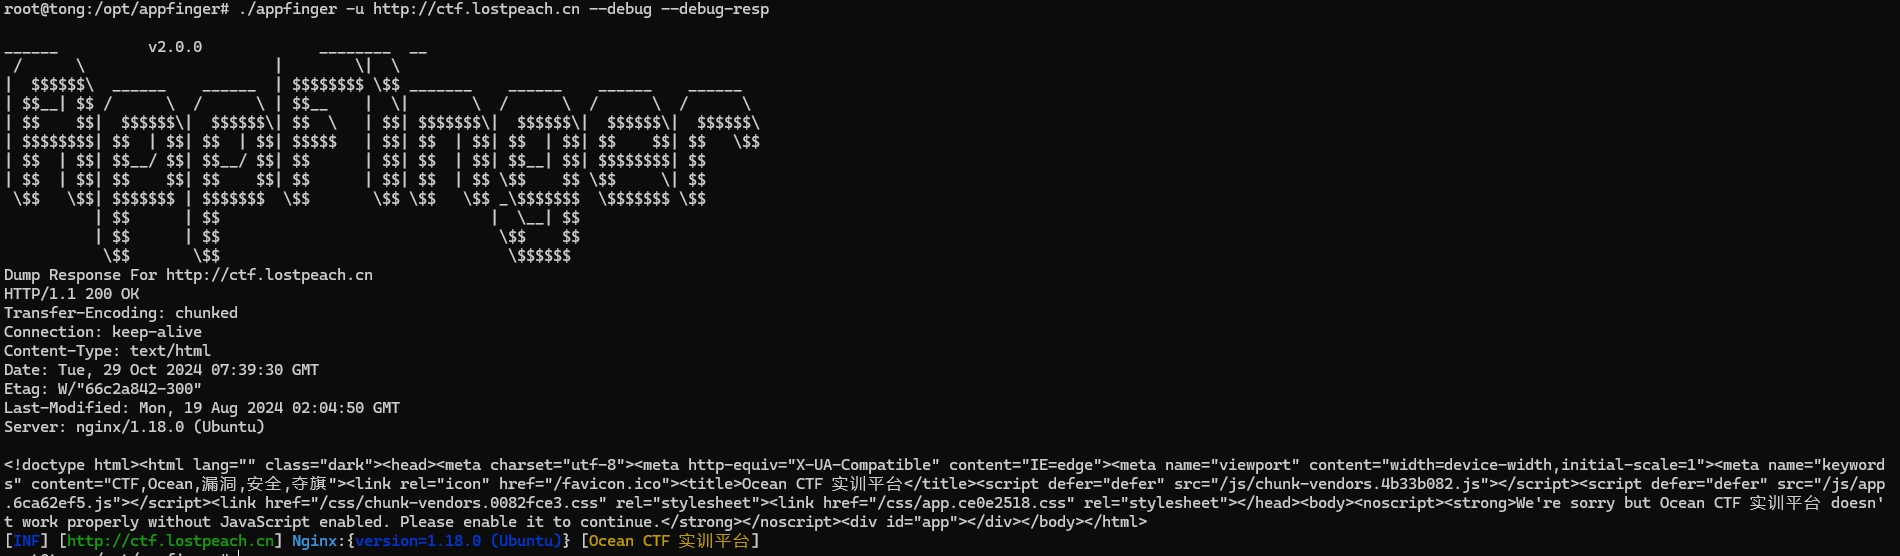 root@tong:/opt/appfinger# ./appfinger -u http://ctf.lostpeach.cn --debug --debug-resp
______          v2.0.0             ________  __
 /      \                     |        \|  \
|  $$$$$$\  ______    ______  | $$$$$$$$ \$$ _______    ______    ______    ______
| $$__| $$ /      \  /      \ | $$__    |  \|       \  /      \  /      \  /      \
| $$    $$|  $$$$$$\|  $$$$$$\| $$  \   | $$| $$$$$$$\|  $$$$$$\|  $$$$$$\|  $$$$$$\
| $$$$$$$$| $$  | $$| $$  | $$| $$$$$   | $$| $$  | $$| $$  | $$| $$    $$| $$   \$$
| $$  | $$| $$__/ $$| $$__/ $$| $$      | $$| $$  | $$| $$__| $$| $$$$$$$$| $$
| $$  | $$| $$    $$| $$    $$| $$      | $$| $$  | $$ \$$    $$ \$$     \| $$
 \$$   \$$| $$$$$$$ | $$$$$$$  \$$       \$$ \$$   \$$ _\$$$$$$$  \$$$$$$$ \$$
          | $$      | $$                              |  \__| $$
          | $$      | $$                               \$$    $$
           \$$       \$$                                \$$$$$$
Dump Response For http://ctf.lostpeach.cn
HTTP/1.1 200 OK
Transfer-Encoding: chunked
Connection: keep-alive
Content-Type: text/html
Date: Tue, 29 Oct 2024 07:39:30 GMT
Etag: W/"66c2a842-300"
Last-Modified: Mon, 19 Aug 2024 02:04:50 GMT
Server: nginx/1.18.0 (Ubuntu)
<!doctype html><html lang="" class="dark"><head><meta charset="utf-8"><meta http-equiv="X-UA-Compatible" content="IE=edge"><meta name="viewport" content="width=device-width,initial-scale=1"><meta name="keyword
s" content="CTF,Ocean,漏洞,安全,夺旗"><link rel="icon" href="/favicon.ico"><title>Ocean CTF 实训平台</title><script defer="defer" src="/js/chunk-vendors.4b33b082.js"></script><script defer="defer" src="/js/app
.6ca62ef5.js"></script><link href="/css/chunk-vendors.0082fce3.css" rel="stylesheet"><link href="/css/app.ce0e2518.css" rel="stylesheet"></head><body><noscript><strong>We're sorry but Ocean CTF 实训平台 doesn'
t work properly without JavaScript enabled. Please enable it to continue.</strong></noscript><div id="app"></div></body></html>
[INF] [http://ctf.lostpeach.cn] Nginx:{version=1.18.0 (Ubuntu)} [Ocean CTF 实训平台]